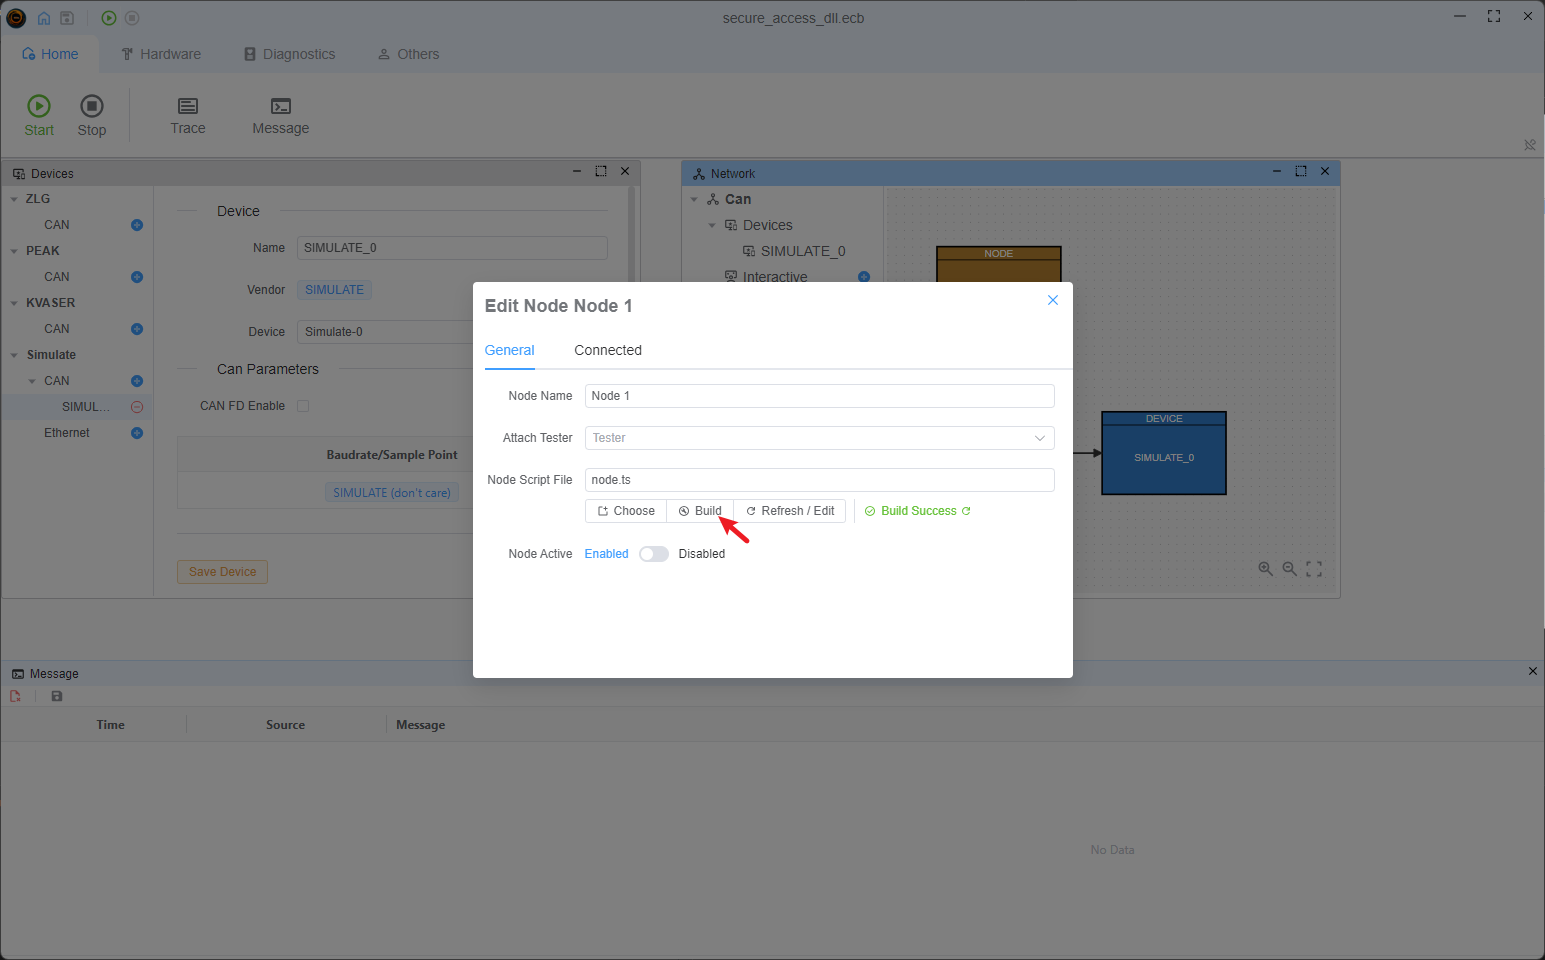 secure_access_dll.ecb
Home
Hardware
Diagnostics
Others
Start
Stop
Trace
Message
Devices
ZLG
CAN
PEAK
CAN
KVASER
CAN
Simulate
CAN
SIMUL...
Ethernet
Device
Name
SIMULATE_0
Vendor
SIMULATE
Device
Simulate-0
Can Parameters
CAN FD Enable
Baudrate/Sample Point
SIMULATE (don't care)
Save Device
Network
Can
Devices
SIMULATE_0
Interactive
NODE
DEVICE
SIMULATE_0
Edit Node Node 1
General
Connected
Node Name
Node 1
Attach Tester
Tester
Node Script File
node.ts
Choose
Build
Refresh / Edit
Build Success
Node Active
Enabled
Disabled
Message
Time
Source
Message
No Data